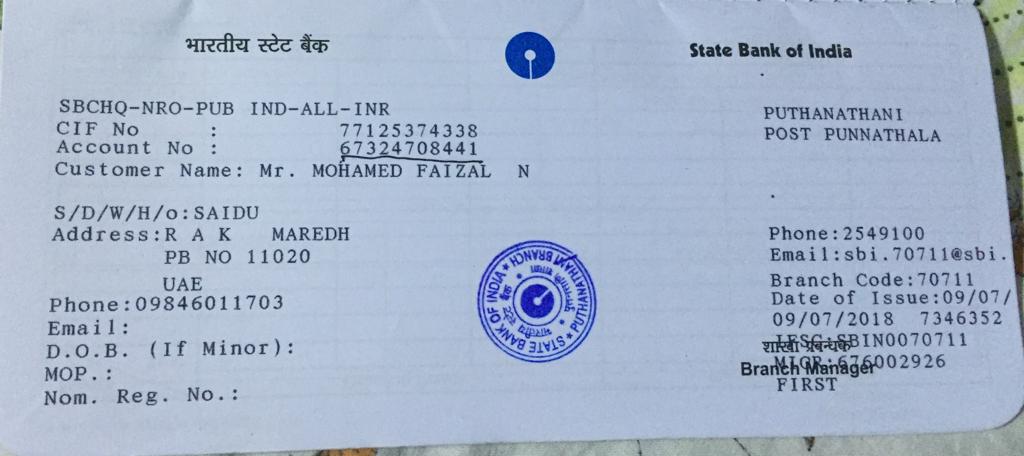 भारतीय स्टेट बैंक
State Bank of India
SBCHQ-NRO-PUB IND-ALL-INR
CIF No : 77125374338
Account No : 67324708441
Customer Name: Mr. MOHAMED FAIZAL N
S/D/W/H/o:SAIDU
Address:R A K MAREDH
PB NO 11020
UAE
Phone:09846011703
Email:
D.O.B. (If Minor):
MOP.:
Nom. Reg. No.:
STATE BANK OF INDIA ★ PUTHANATHANI BRANCH ★
भारतीय स्टेट बैंक
PUTHANATHANI
POST PUNNATHALA
Phone:2549100
Email:sbi.70711@sbi.
Branch Code:70711
Date of Issue:09/07/
09/07/2018 7346352
IFSC:SBIN0070711
शाखा प्रबन्धक
MICR:676002926
Branch Manager
FIRST